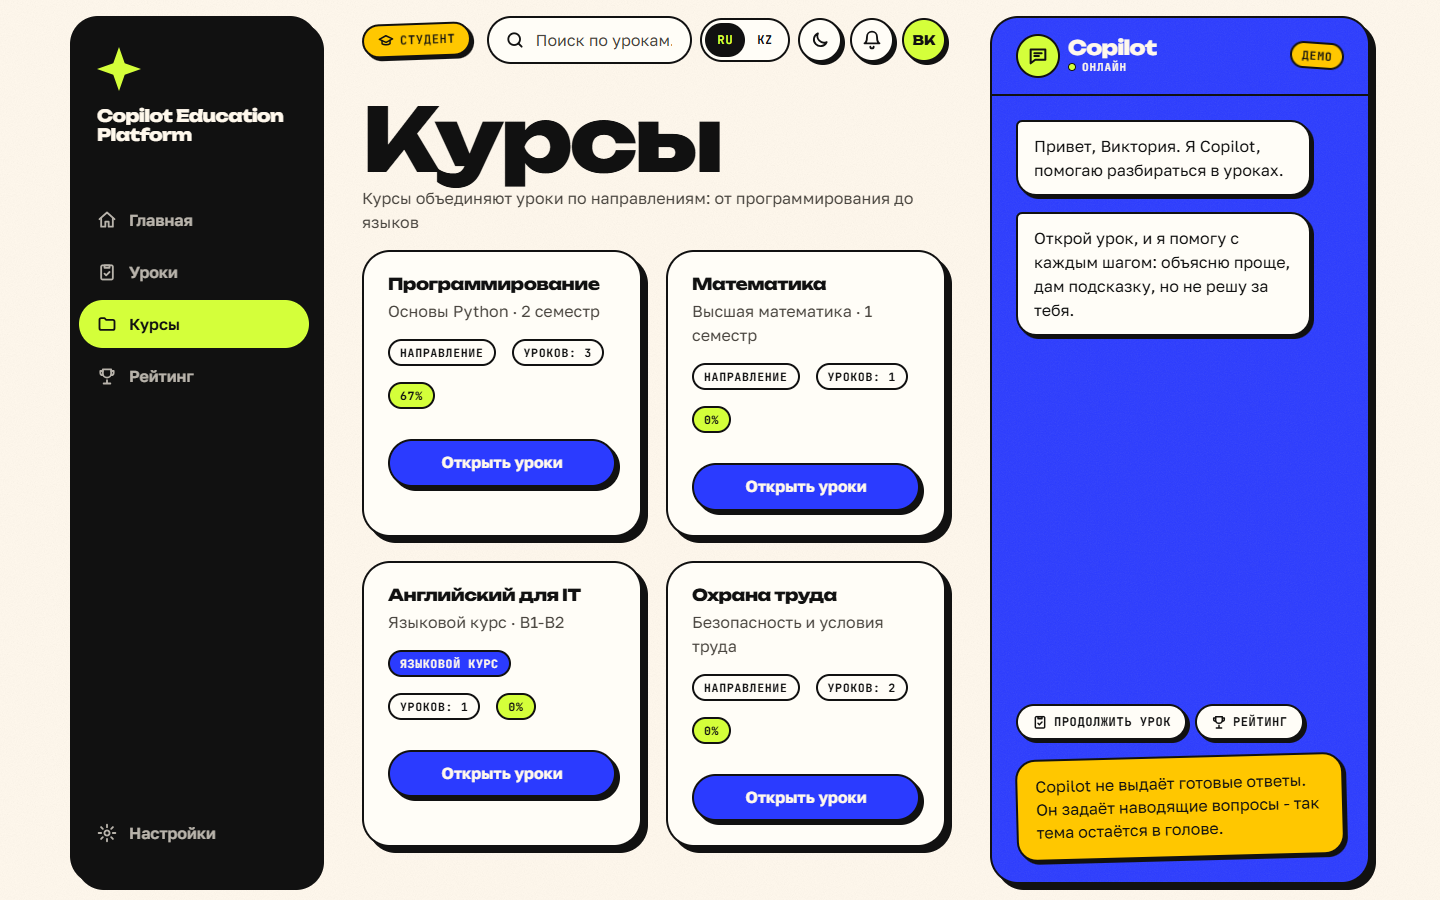 Copilot Education
Platform
Главная
Уроки
Курсы
Рейтинг
Настройки
СТУДЕНТ
Поиск по урокам.
RU
KZ
ВК
Курсы
Курсы объединяют уроки по направлениям: от программирования до
языков
Программирование
Основы Python · 2 семестр
НАПРАВЛЕНИЕ
УРОКОВ: 3
67%
Открыть уроки
Математика
Высшая математика · 1
семестр
НАПРАВЛЕНИЕ
УРОКОВ: 1
0%
Открыть уроки
Английский для IT
Языковой курс · B1-B2
ЯЗЫКОВОЙ КУРС
УРОКОВ: 1
0%
Открыть уроки
Охрана труда
Безопасность и условия
труда
НАПРАВЛЕНИЕ
УРОКОВ: 2
0%
Открыть уроки
Copilot
ОНЛАЙН
ДЕМО
Привет, Виктория. Я Copilot,
помогаю разбираться в уроках.
Открой урок, и я помогу с
каждым шагом: объясню проще,
дам подсказку, но не решу за
тебя.
ПРОДОЛЖИТЬ УРОК
РЕЙТИНГ
Copilot не выдаёт готовые ответы.
Он задаёт наводящие вопросы - так
тема остаётся в голове.